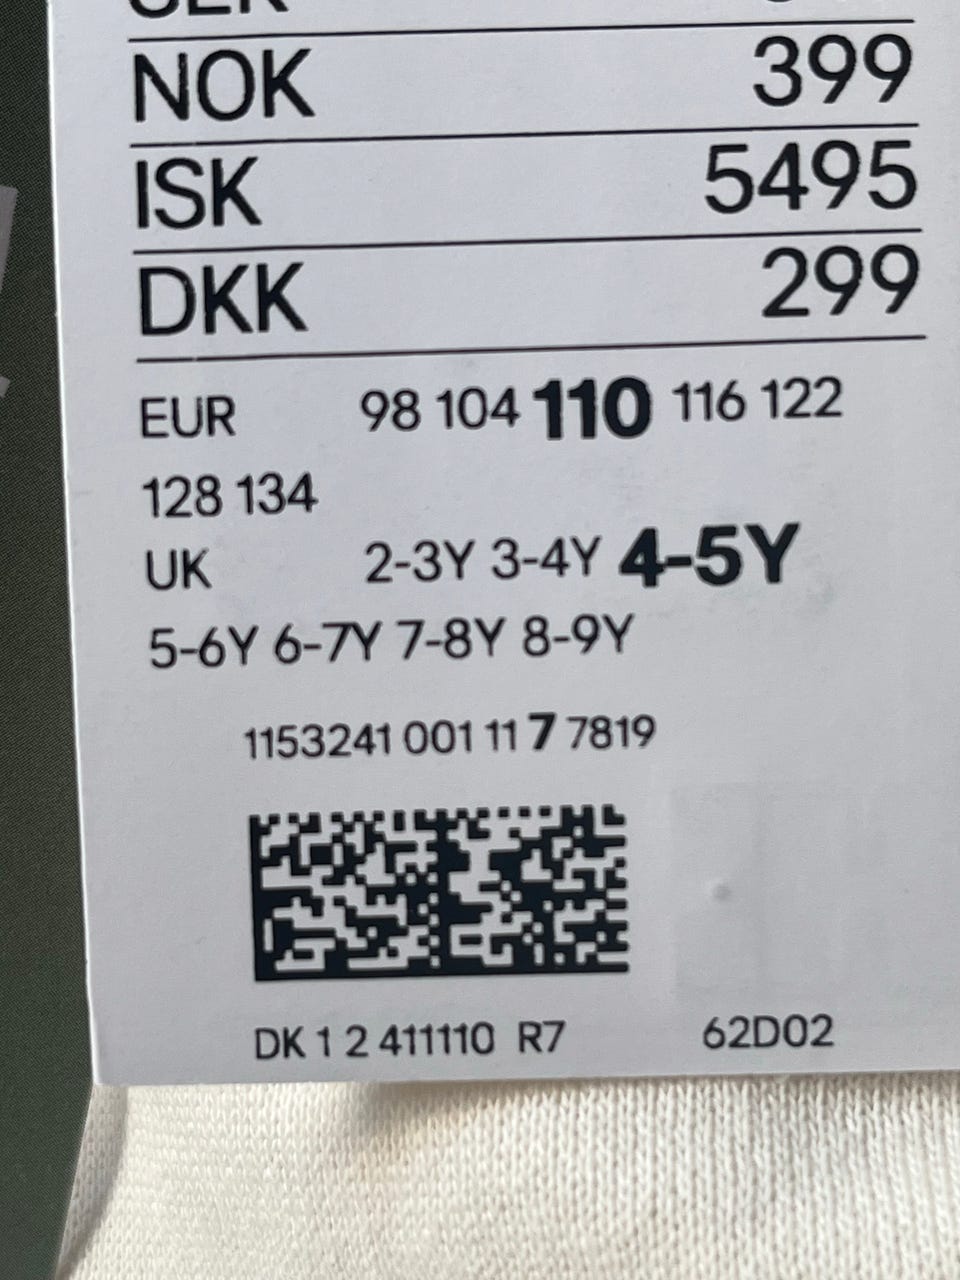 NOK 399
ISK 5495
DKK 299
EUR 98 104 110 116 122
128 134
UK 2-3Y 3-4Y 4-5Y
5-6Y 6-7Y 7-8Y 8-9Y
1153241 001 11 7 7819
DK 1 2 411110 R7 62D02